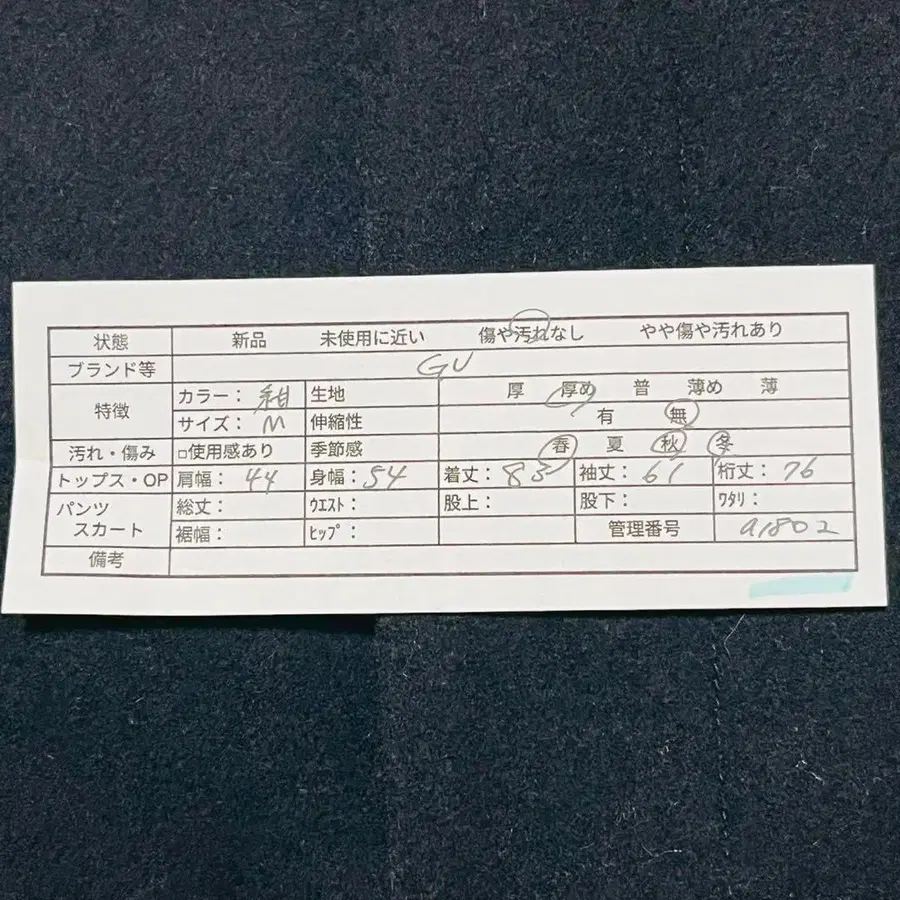 状態 新品 未使用に近い 傷や汚れなし やや傷や汚れあり
ブランド等 GU
特徴 カラー：紺 生地 厚 厚め 普 薄め 薄
サイズ：M 伸縮性 有 無
汚れ・傷み □使用感あり 季節感 春 夏 秋 冬
トップス・OP 肩幅：44 身幅：54 着丈：83 袖丈：61 裄丈：76
パンツ 総丈： ｳｴｽﾄ： 股上： 股下： ﾜﾀﾘ：
スカート 裾幅： ﾋｯﾌﾟ： 管理番号 a1802
備考